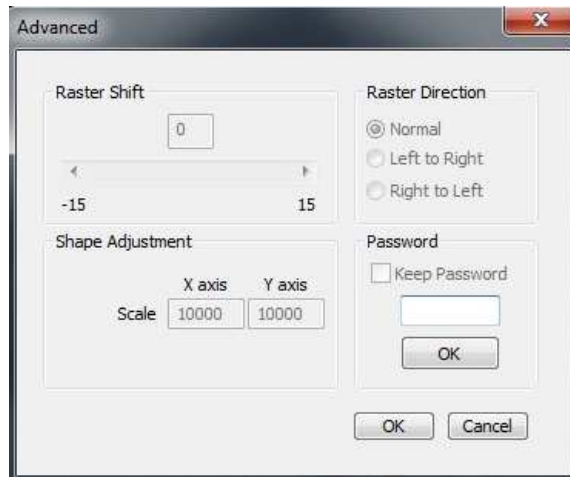 Advanced
Raster Shift
0
-15 15
Raster Direction
Normal
Left to Right
Right to Left
Shape Adjustment
X axis Y axis
Scale 10000 10000
Password
Keep Password
OK
OK Cancel